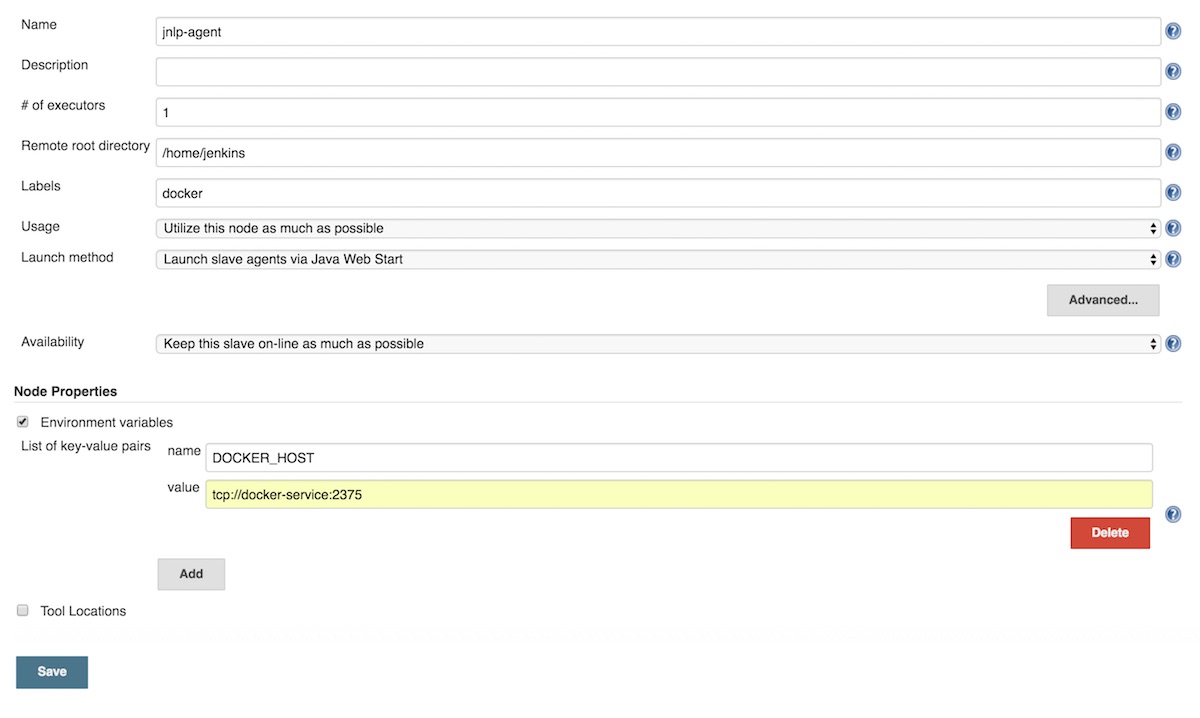 Name
jnlp-agent
Description
# of executors
1
Remote root directory
/home/jenkins
Labels
docker
Usage
Utilize this node as much as possible
Launch method
Launch slave agents via Java Web Start
Advanced...
Availability
Keep this slave on-line as much as possible
Node Properties
Environment variables
List of key-value pairs
name
DOCKER_HOST
value
tcp://docker-service:2375
Delete
Add
Tool Locations
Save